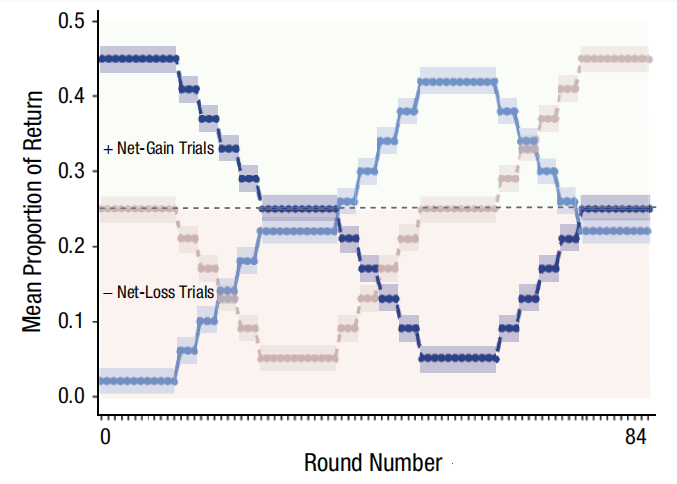 0.5
Mean Proportion of Return
0.4
+ Net-Gain Trials
0.3
0.2
– Net-Loss Trials
0.1
0.0
0
84
Round Number